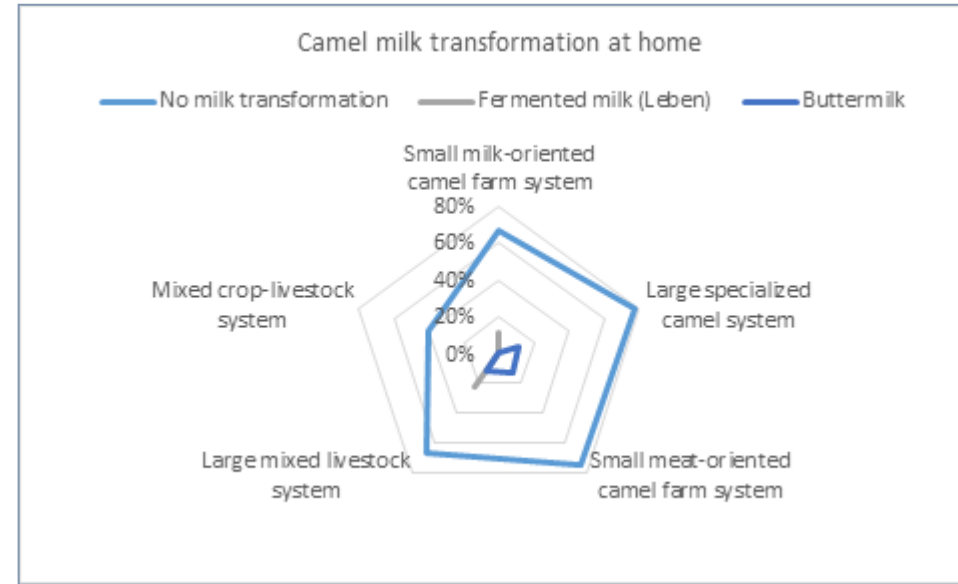 Camel milk transformation at home
No milk transformation Fermented milk (Leben) Buttermilk
Small milk-oriented
camel farm system
80%
60%
40%
20%
0%
Mixed crop-livestock
system
Large specialized
camel system
Large mixed livestock
system
Small meat-oriented
camel farm system